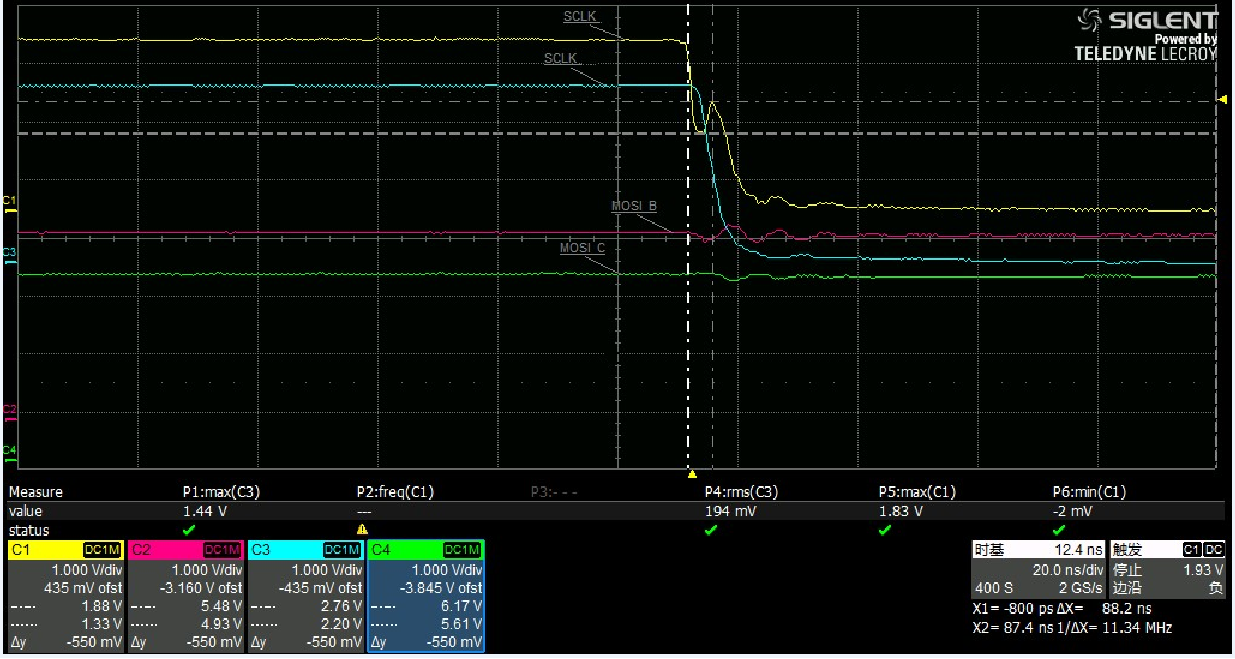 SCLK
SIGLENT
Powered by
TELEDYNE LECROY
SCLK
C1
MOSI_B
C3
MOSI_C
C2
C4
Measure P1:max(C3) P2:freq(C1) P3:- - - P4:rms(C3) P5:max(C1) P6:min(C1)
value 1.44 V --- 194 mV 1.83 V -2 mV
status
C1 DC1M C2 DC1M C3 DC1M C4 DC1M 时基 12.4 ns 触发 C1 DC
1.000 V/div 1.000 V/div 1.000 V/div 1.000 V/div 20.0 ns/div 停止 1.93 V
435 mV ofst -3.160 V ofst -435 mV ofst -3.845 V ofst 400 S 2 GS/s 边沿 负
1.88 V 5.48 V 2.76 V 6.17 V X1= -800 ps ΔX= 88.2 ns
1.33 V 4.93 V 2.20 V 5.61 V X2= 87.4 ns 1/ΔX= 11.34 MHz
Δy -550 mV Δy -550 mV Δy -550 mV Δy -550 mV